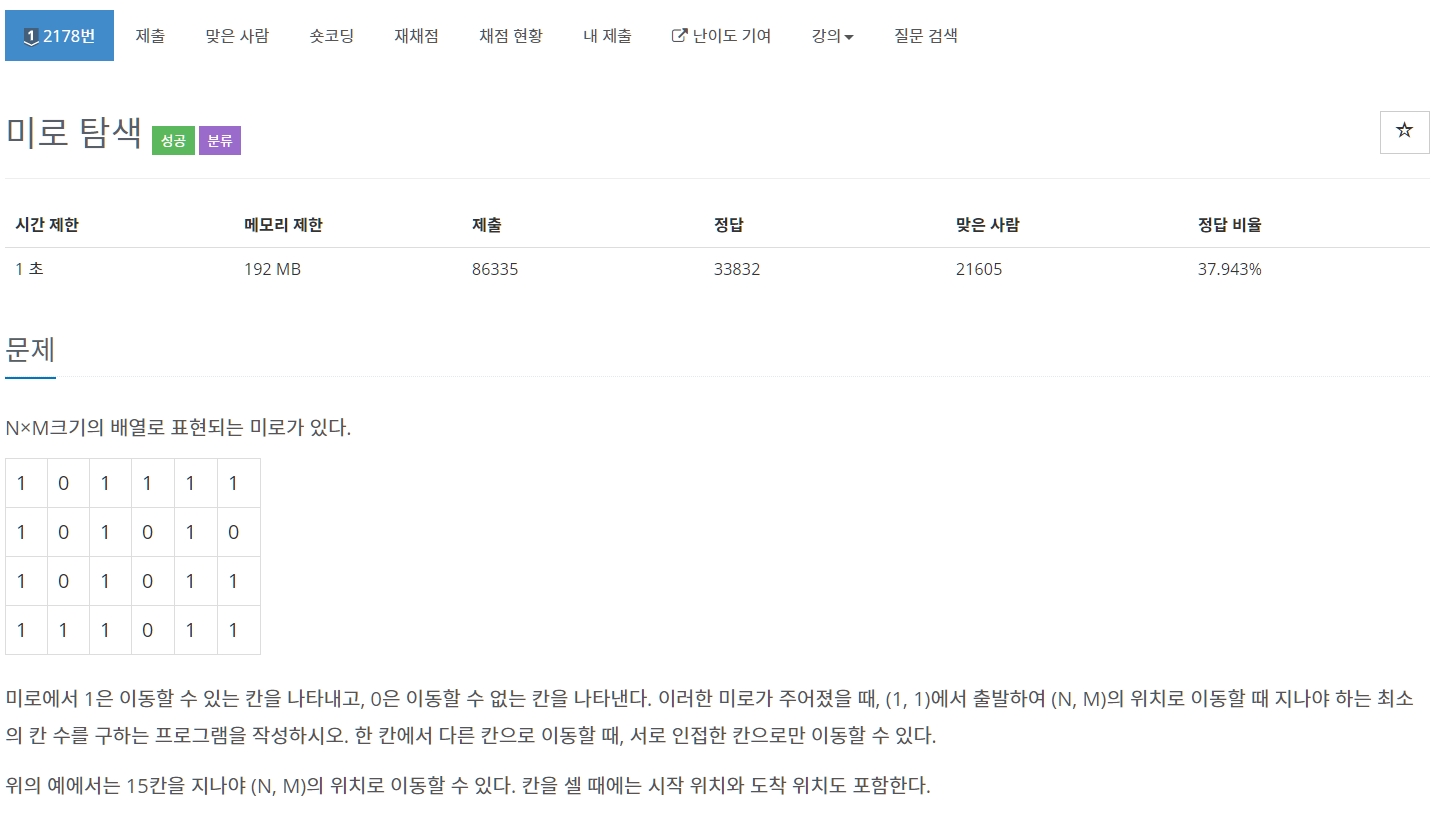 1 2178번 제출 맞은 사람 숏코딩 재채점 채점 현황 내 제출 난이도 기여 강의 질문 검색
미로 탐색 성공 분류
시간 제한 메모리 제한 제출 정답 맞은 사람 정답 비율
1 초 192 MB 86335 33832 21605 37.943%
문제
N×M크기의 배열로 표현되는 미로가 있다.
1 0 1 1 1 1
1 0 1 0 1 0
1 0 1 0 1 1
1 1 1 0 1 1
미로에서 1은 이동할 수 있는 칸을 나타내고, 0은 이동할 수 없는 칸을 나타낸다. 이러한 미로가 주어졌을 때, (1, 1)에서 출발하여 (N, M)의 위치로 이동할 때 지나야 하는 최소
의 칸 수를 구하는 프로그램을 작성하시오. 한 칸에서 다른 칸으로 이동할 때, 서로 인접한 칸으로만 이동할 수 있다.
위의 예에서는 15칸을 지나야 (N, M)의 위치로 이동할 수 있다. 칸을 셀 때에는 시작 위치와 도착 위치도 포함한다.